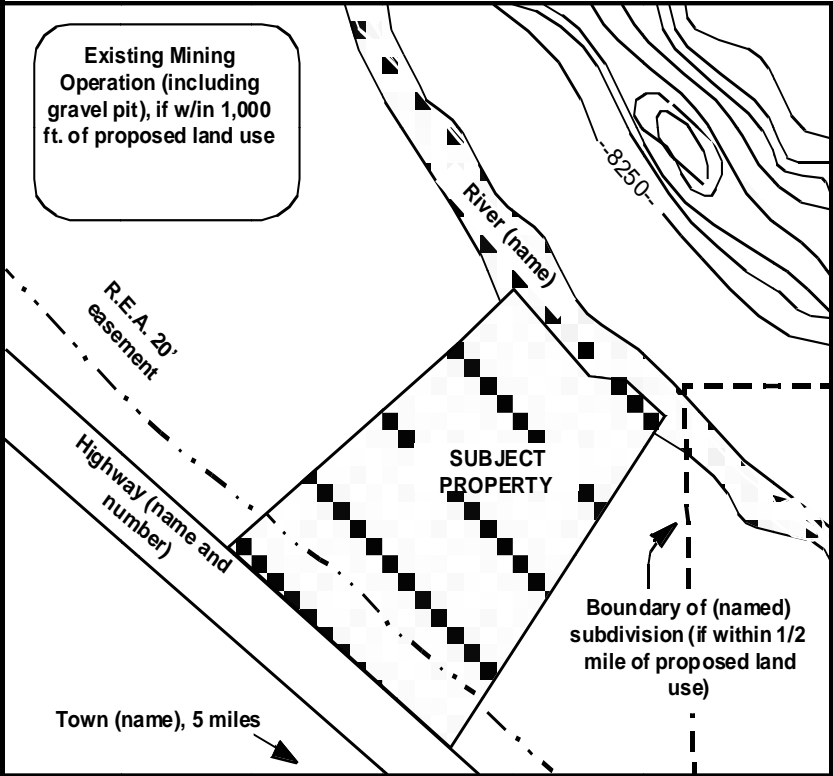 Existing Mining
Operation (including
gravel pit), if w/in 1,000
ft. of proposed land use
--8250--
River (name)
R.E.A. 20'
easement
Highway (name and
number)
SUBJECT
PROPERTY
Boundary of (named)
subdivision (if within 1/2
mile of proposed land
use)
Town (name), 5 miles